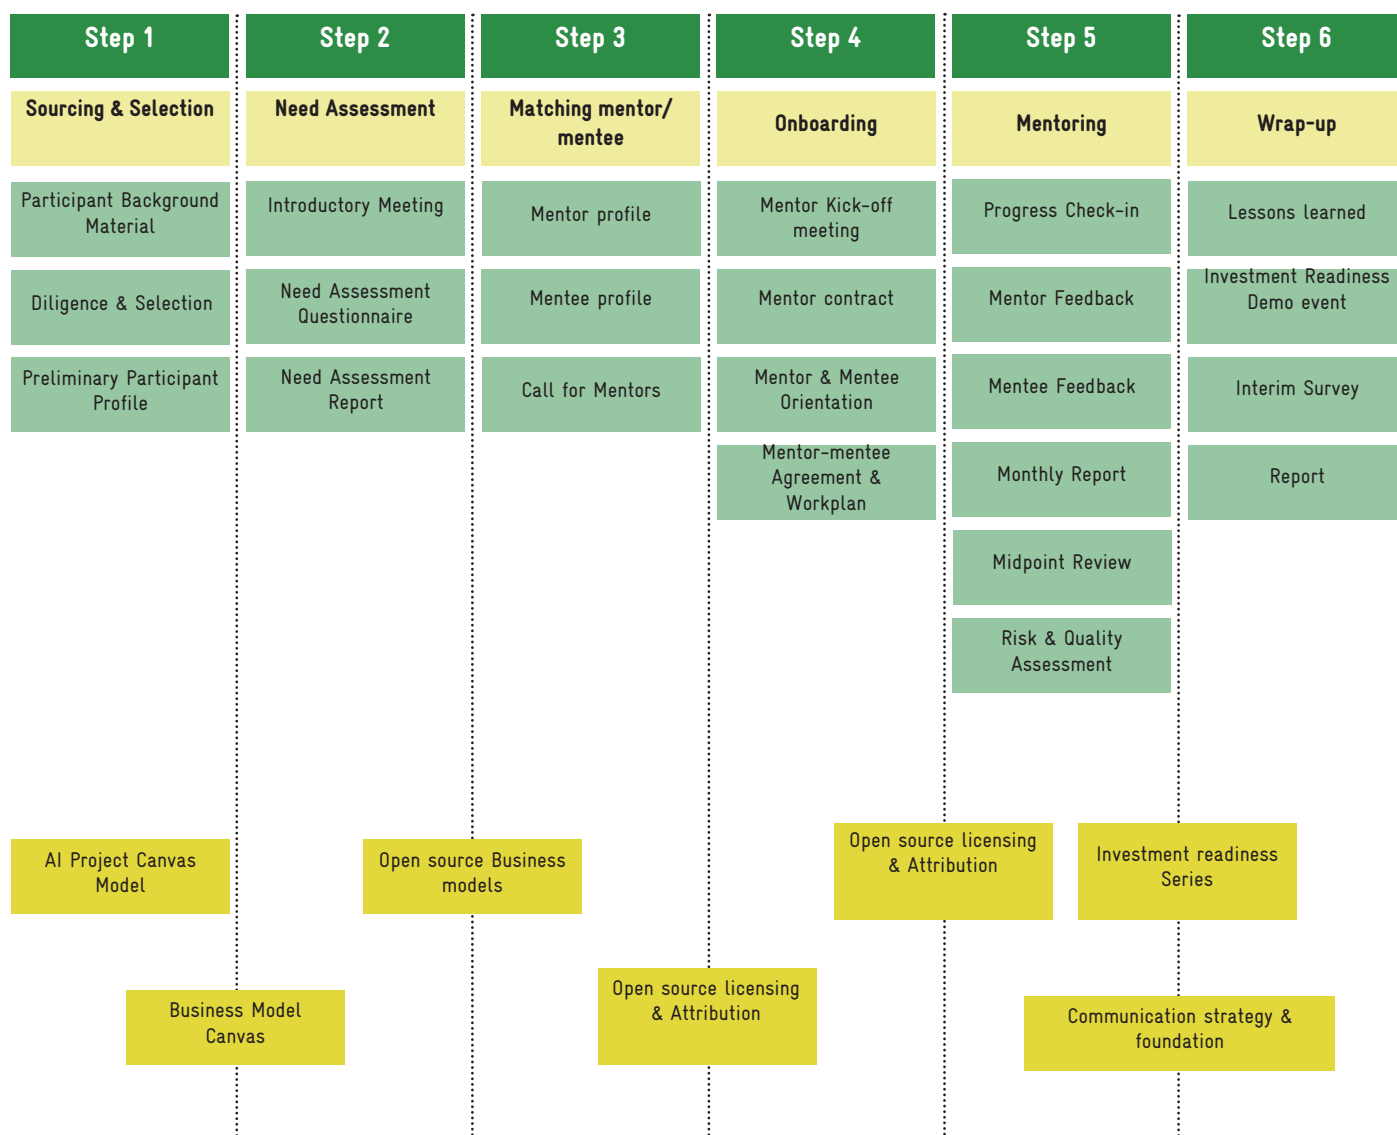 Step 1
Step 2
Step 3
Step 4
Step 5
Step 6
Sourcing & Selection
Need Assessment
Matching mentor/
mentee
Onboarding
Mentoring
Wrap-up
Participant Background
Material
Introductory Meeting
Mentor profile
Mentor Kick-off
meeting
Progress Check-in
Lessons learned
Diligence & Selection
Need Assessment
Questionnaire
Mentee profile
Mentor contract
Mentor Feedback
Investment Readiness
Demo event
Preliminary Participant
Profile
Need Assessment
Report
Call for Mentors
Mentor & Mentee
Orientation
Mentee Feedback
Interim Survey
Mentor-mentee
Agreement &
Workplan
Monthly Report
Report
Midpoint Review
Risk & Quality
Assessment
AI Project Canvas
Model
Open source Business
models
Open source licensing
& Attribution
Investment readiness
Series
Business Model
Canvas
Open source licensing
& Attribution
Communication strategy &
foundation